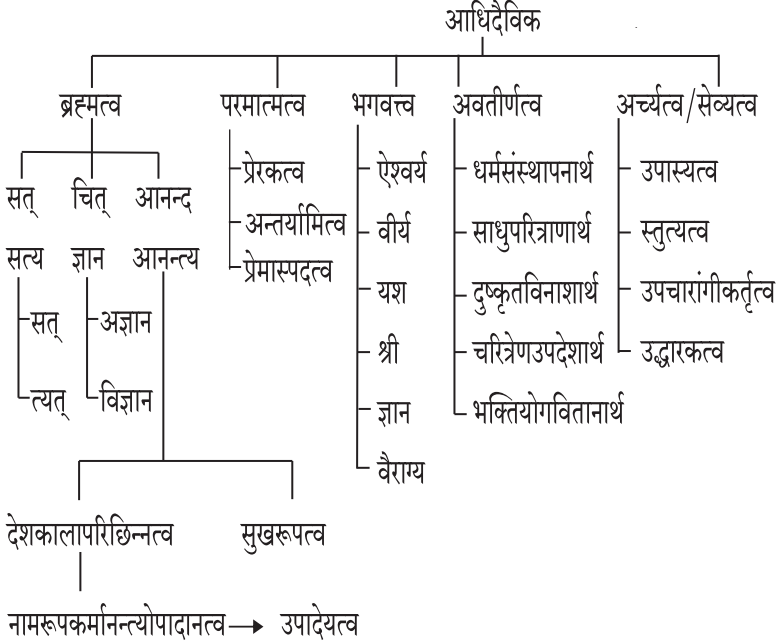 आधिदैविक
ब्रह्मत्व परमात्मत्व भगवत्त्व अवतीर्णत्व अर्च्यत्व/सेव्यत्व
सत् चित् आनन्द प्रेरकत्व ऐश्वर्य धर्मसंस्थापनार्थ उपास्यत्व
अन्तर्यामित्व वीर्य साधुपरित्राणार्थ स्तुत्यत्व
सत्य ज्ञान आनन्त्य प्रेमास्पदत्व
यश दुष्कृतविनाशार्थ उपचारांगीकर्तृत्व
सत् अज्ञान श्री चरित्रेणउपदेशार्थ उद्धारकत्व
त्यत् विज्ञान ज्ञान भक्तियोगवितानार्थ
वैराग्य
देशकालापरिछिन्नत्व सुखरूपत्व
नामरूपकर्मानन्त्योपादानत्व उपादेयत्व